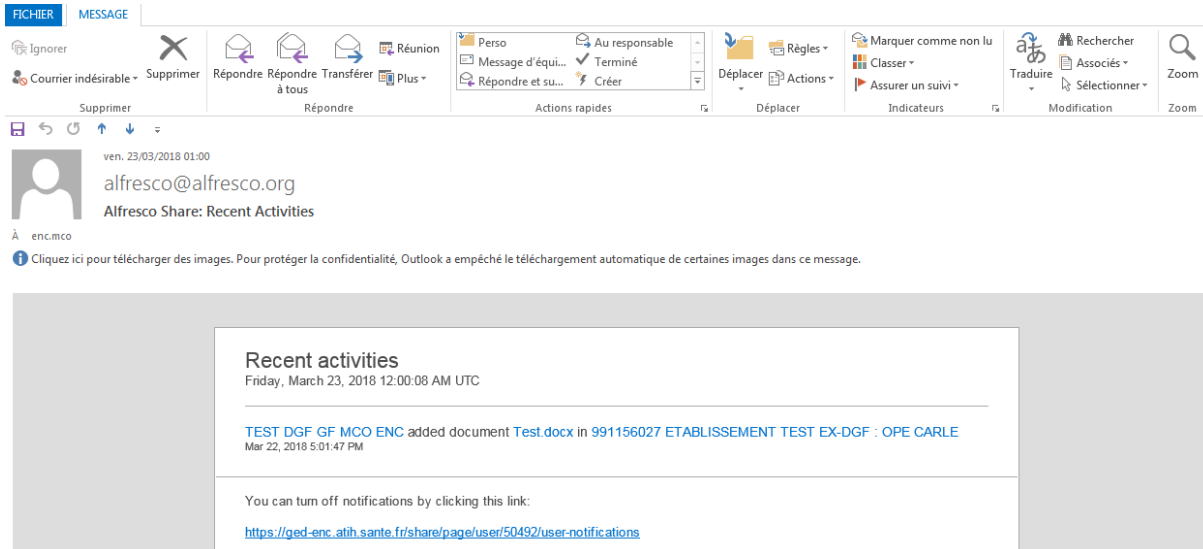 FICHIER MESSAGE
Ignorer
Courrier indésirable
Supprimer
Supprimer
Répondre
Répondre à tous
Transférer
Réunion
Plus
Répondre
Perso
Message d'équi...
Répondre et su...
Au responsable
Terminé
Créer
Actions rapides
Déplacer
Règles
Actions
Déplacer
Marquer comme non lu
Classer
Assurer un suivi
Indicateurs
Traduire
Rechercher
Associés
Sélectionner
Modification
Zoom
Zoom
ven. 23/03/2018 01:00
alfresco@alfresco.org
Alfresco Share: Recent Activities
À enc.mco
Cliquez ici pour télécharger des images. Pour protéger la confidentialité, Outlook a empêché le téléchargement automatique de certaines images dans ce message.
Recent activities
Friday, March 23, 2018 12:00:08 AM UTC
TEST DGF GF MCO ENC added document Test.docx in 991156027 ETABLISSEMENT TEST EX-DGF : OPE CARLE
Mar 22, 2018 5:01:47 PM
You can turn off notifications by clicking this link:
https://ged-enc.atih.sante.fr/share/page/user/50492/user-notifications